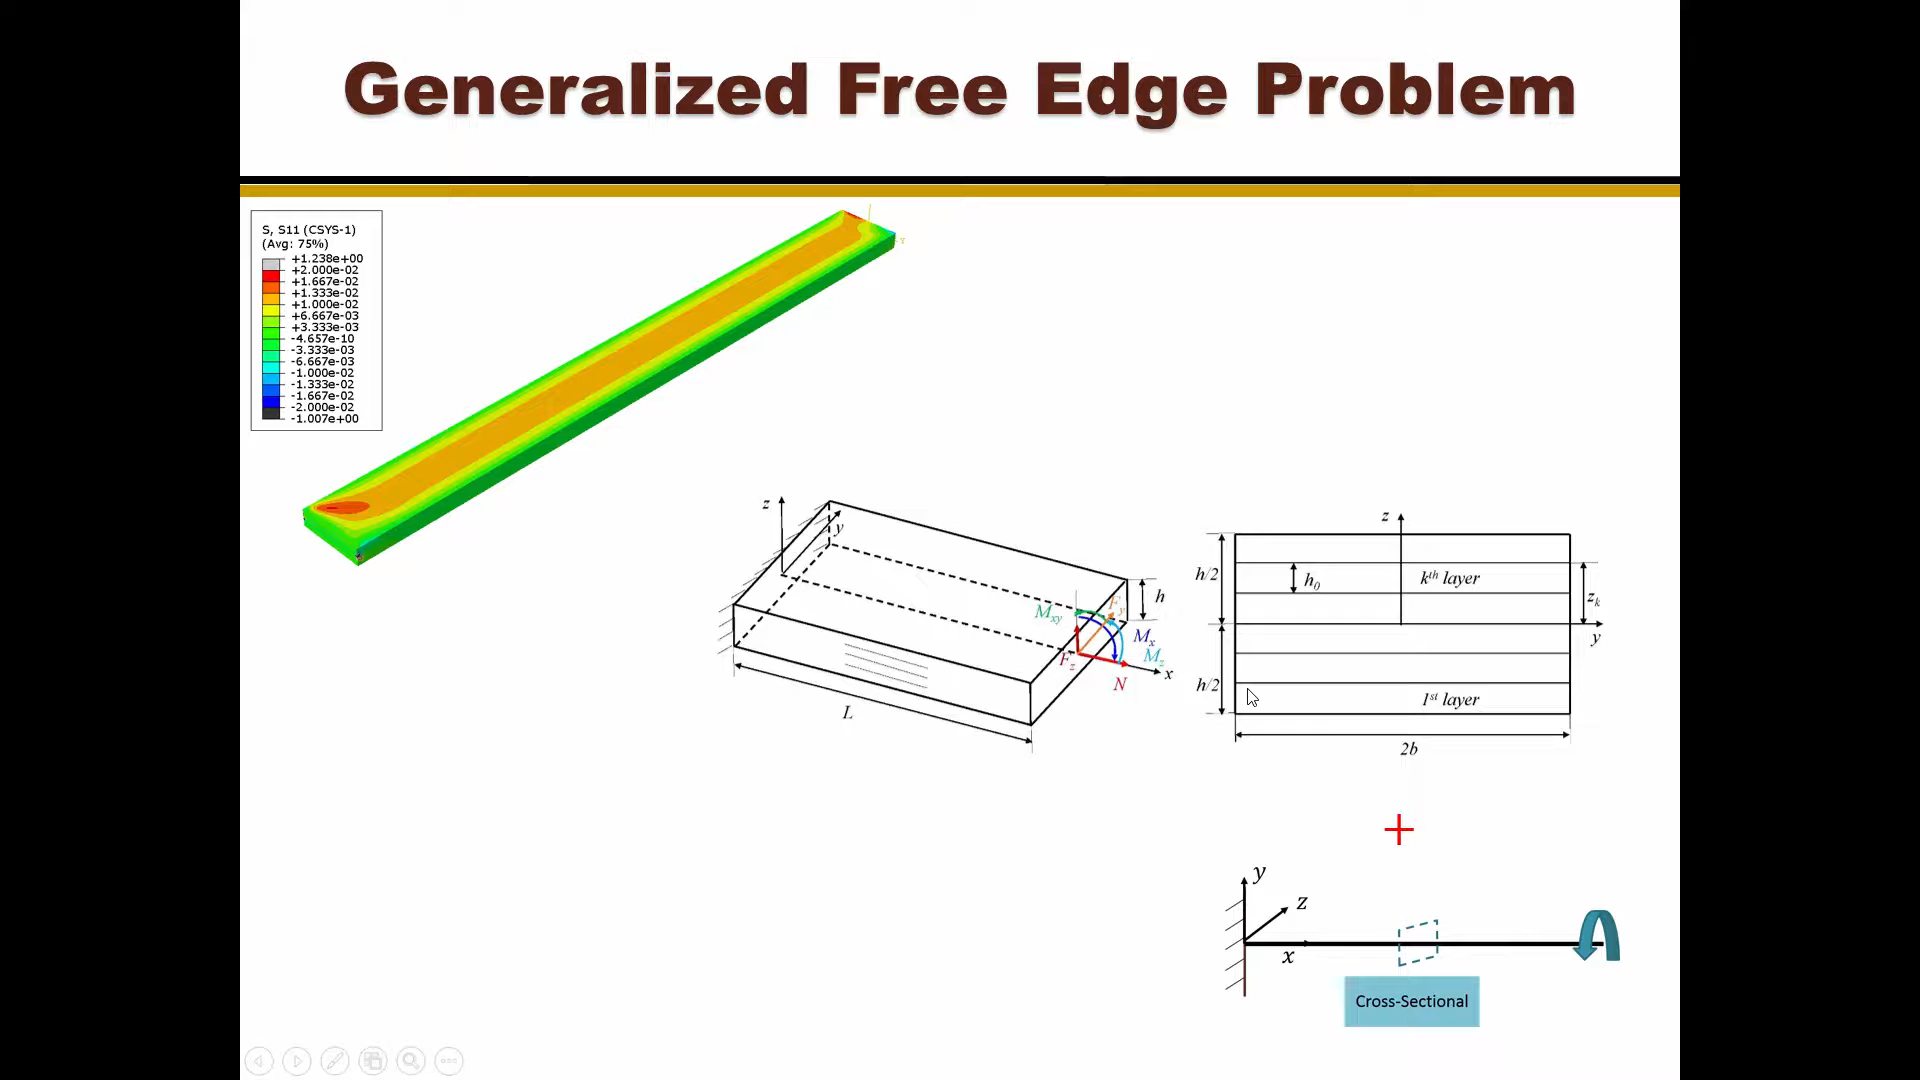 Generalized Free Edge Problem
S, S11 (CSYS-1)
(Avg: 75%)
+1.238e+00
+2.000e-02
+1.667e-02
+1.333e-02
+1.000e-02
+6.667e-03
+3.333e-03
-4.657e-10
-3.333e-03
-6.667e-03
-1.000e-02
-1.333e-02
-1.667e-02
-2.000e-02
-1.007e+00
Y
z
y
h
M_xy
F_y
M_x
F_z
M_z
N
x
L
z
h/2
h_0
k^th layer
z_k
y
h/2
1^st layer
2b
+
y
z
x
Cross-Sectional